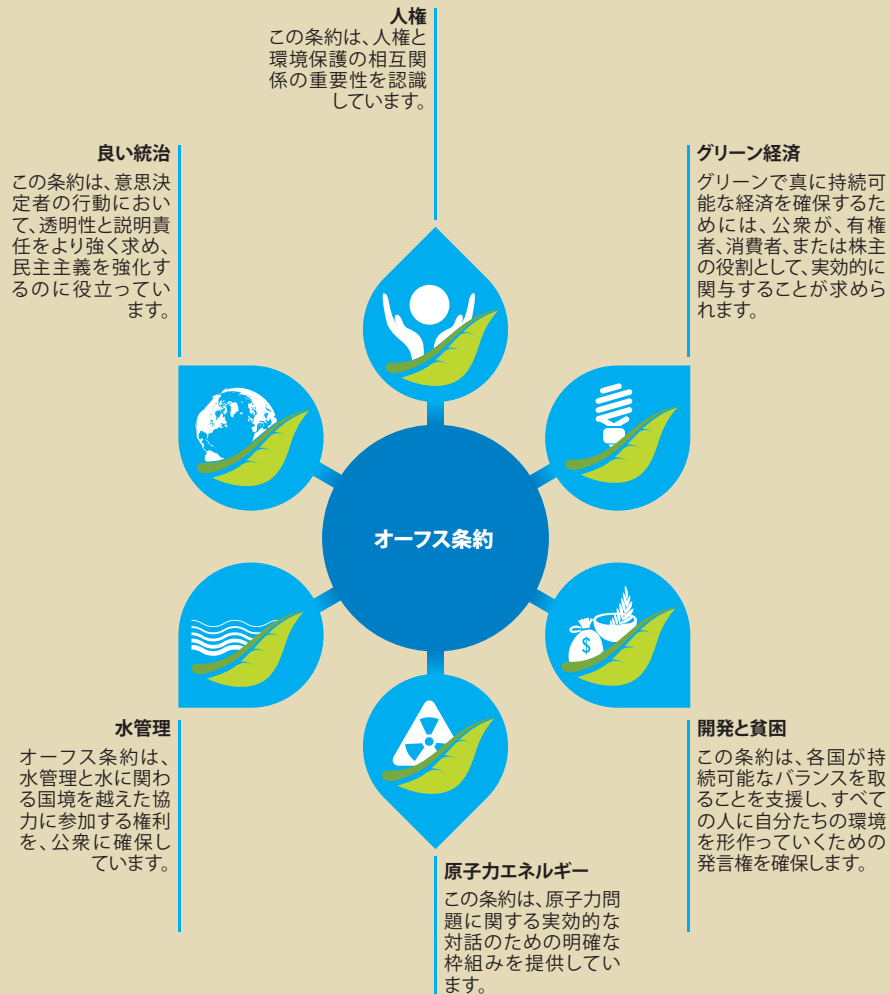 人権
この条約は、人権と
環境保護の相互関
係の重要性を認識
しています。
良い統治
この条約は、意思決
定者の行動におい
て、透明性と説明責
任をより強く求め、
民主主義を強化す
るのに役立ってい
ます。
グリーン経済
グリーンで真に持続可
能な経済を確保するた
めには、公衆が、有権
者、消費者、または株主
の役割として、実効的に
関与することが求めら
れます。
オーフス条約
$
水管理
オーフス条約は、
水管理と水に関わ
る国境を越えた協
力に参加する権利
を、公衆に確保し
ています。
開発と貧困
この条約は、各国が持
続可能なバランスを取
ることを支援し、すべて
の人に自分たちの環境
を形作っていくための
発言権を確保します。
原子力エネルギー
この条約は、原子力問
題に関する実効的な
対話のための明確な
枠組みを提供してい
ます。